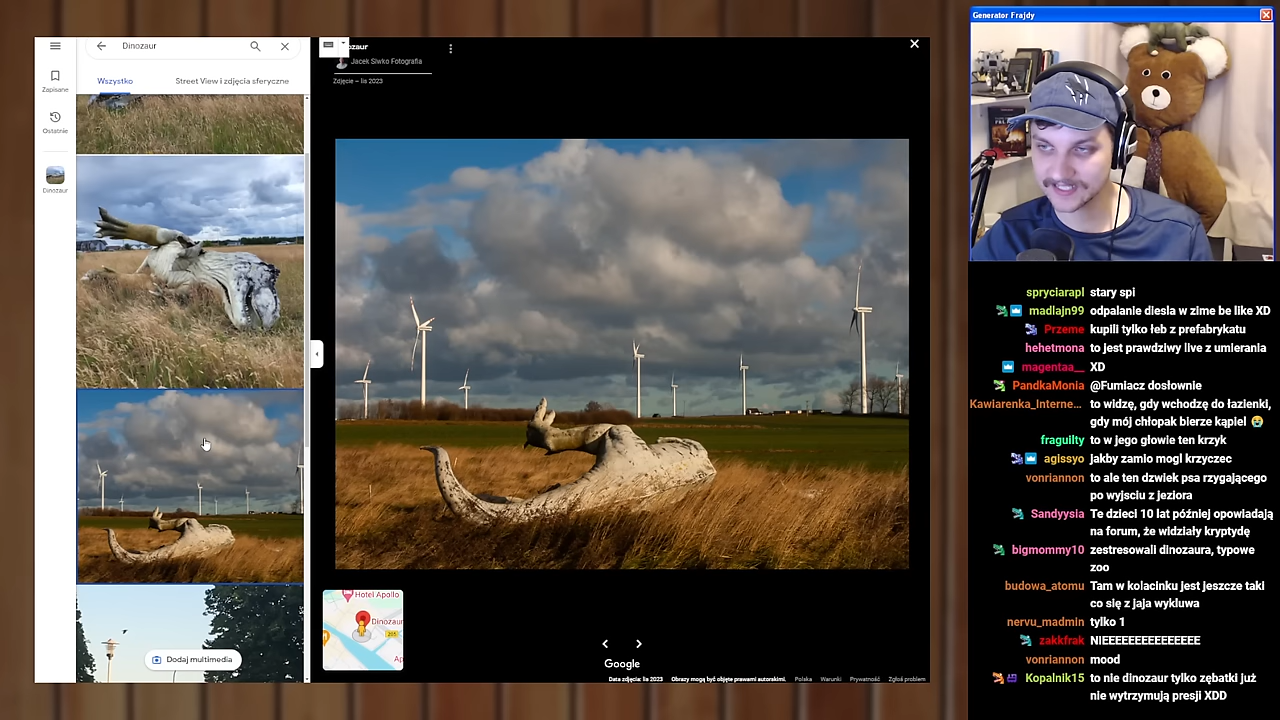 Dinozaur
Wszystko
Street View i zdjęcia sferyczne
Zapisane
Ostatnie
Dinozaur
Dodaj multimedia
Jacek Siwko Fotografia
Zdjęcie – lis 2023
Hotel Apollo
Dinozaur
203
Google
Data zdjęcia: lis 2023
Obrazy mogą być objęte prawami autorskimi.
Polska
Warunki
Prywatność
Zgłoś problem
Generator Frajdy
spryciarapl stary spi
madlajn99 odpalanie diesla w zime be like XD
Przeme kupili tylko łeb z prefabrykatu
hehetmona to jest prawdziwy live z umierania
magentaa__ XD
PandkaMonia @Fumiacz dosłownie
Kawiarenka_Interne... to widzę, gdy wchodzę do łazienki,
gdy mój chłopak bierze kąpiel 😭
fraguilty to w jego głowie ten krzyk
agissyo jakby zamio mogl krzyczec
vonriannon to ale ten dzwiek psa rzygającego
po wyjsciu z jeziora
Sandyysia Te dzieci 10 lat później opowiadają
na forum, że widziały kryptydę
bigmommy10 zestresowali dinozaura, typowe
zoo
budowa_atomu Tam w kolacinku jest jeszcze taki
co się z jaja wykluwa
nervu_madmin tylko 1
zakkfrak NIEEEEEEEEEEEEEE
vonriannon mood
Kopalnik15 to nie dinozaur tylko zębatki już
nie wytrzymują presji XDD